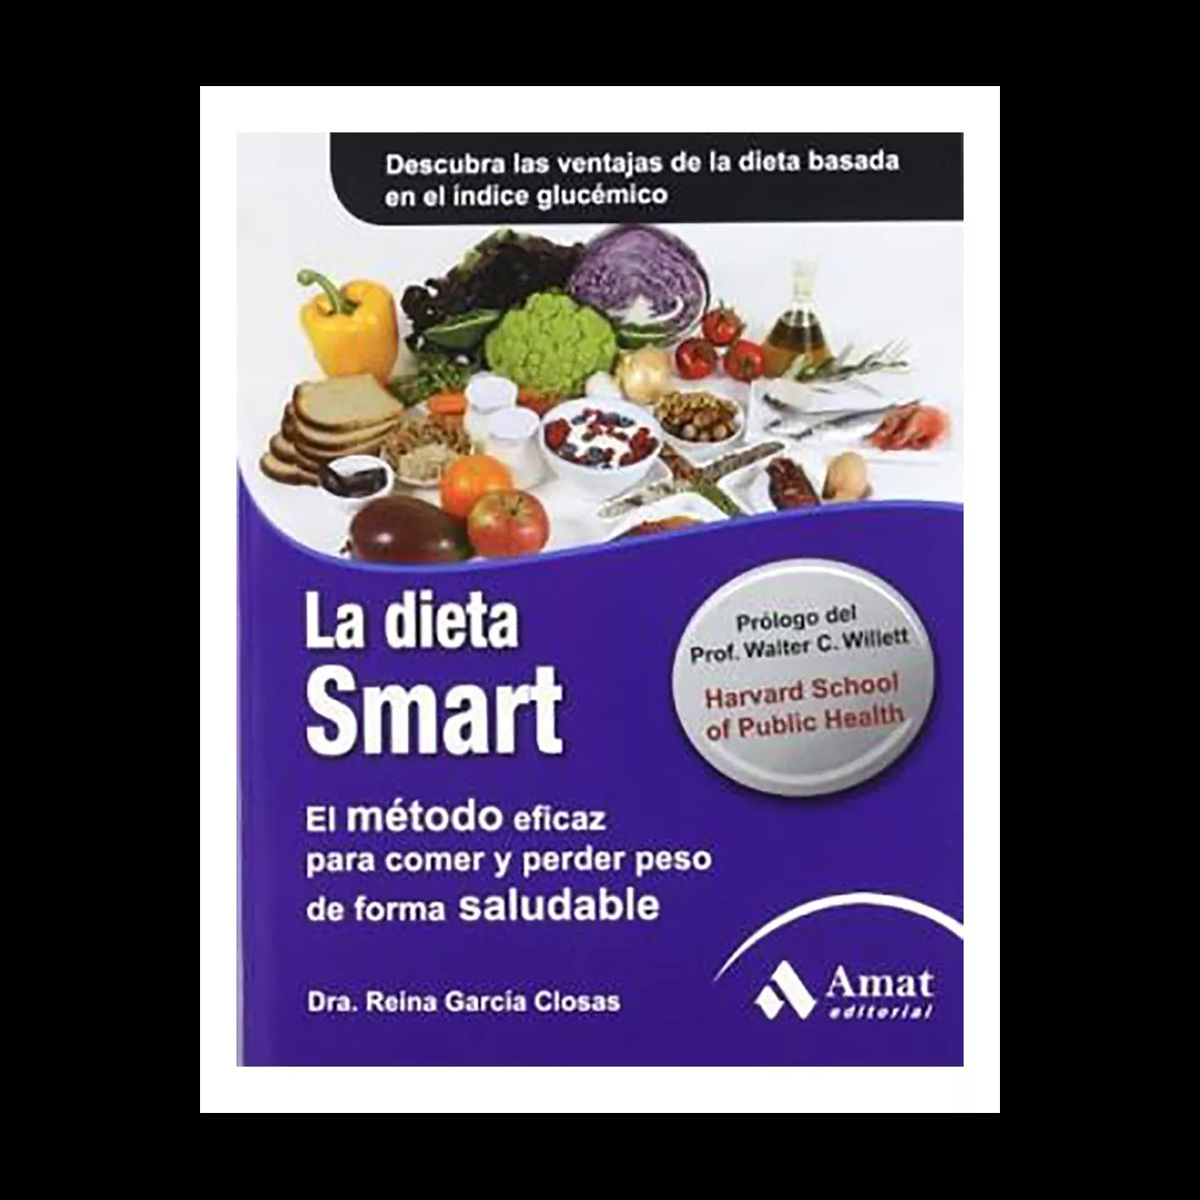 Descubra las ventajas de la dieta basada
en el índice glucémico
La dieta
Smart
Prólogo del
Prof. Walter C. Willett
Harvard School
of Public Health
El método eficaz
para comer y perder peso
de forma saludable
Dra. Reina García Closas
Amat
editorial